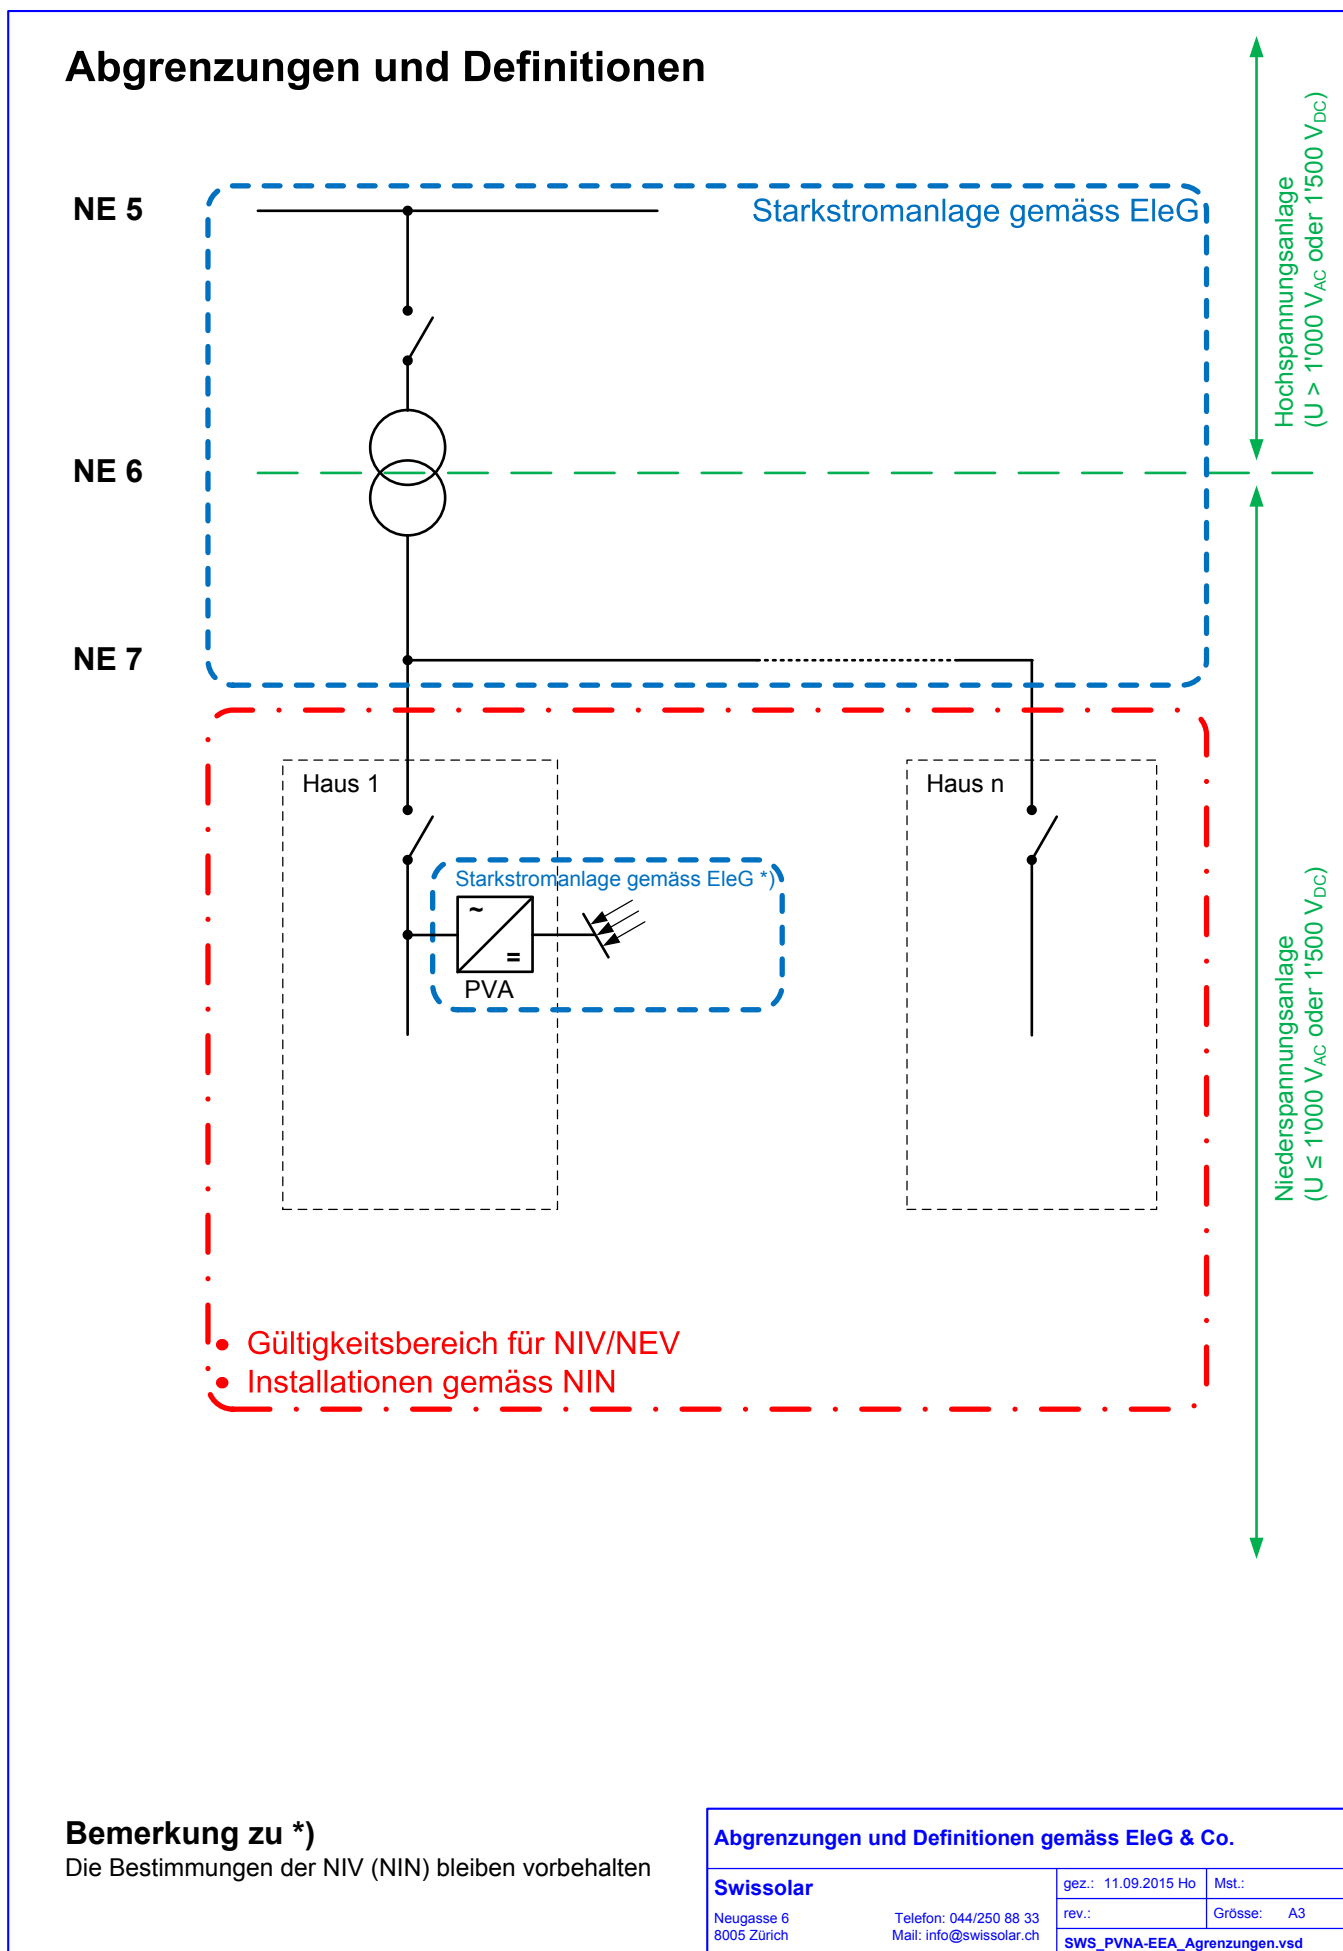 Abgrenzungen und Definitionen
NE 5
Starkstromanlage gemäss EleG
Hochspannungsanlage
(U > 1'000 VAC oder 1'500 VDC)
NE 6
NE 7
Haus 1
Haus n
Starkstromanlage gemäss EleG *)
~
=
PVA
Niederspannungsanlage
(U ≤ 1'000 VAC oder 1'500 VDC)
• Gültigkeitsbereich für NIV/NEV
• Installationen gemäss NIN
Bemerkung zu *)
Die Bestimmungen der NIV (NIN) bleiben vorbehalten
Abgrenzungen und Definitionen gemäss EleG & Co.
Swissolar
Neugasse 6
8005 Zürich
Telefon: 044/250 88 33
Mail: info@swissolar.ch
gez.: 11.09.2015 Ho
Mst.:
rev.:
Grösse: A3
SWS_PVNA-EEA_Agrenzungen.vsd